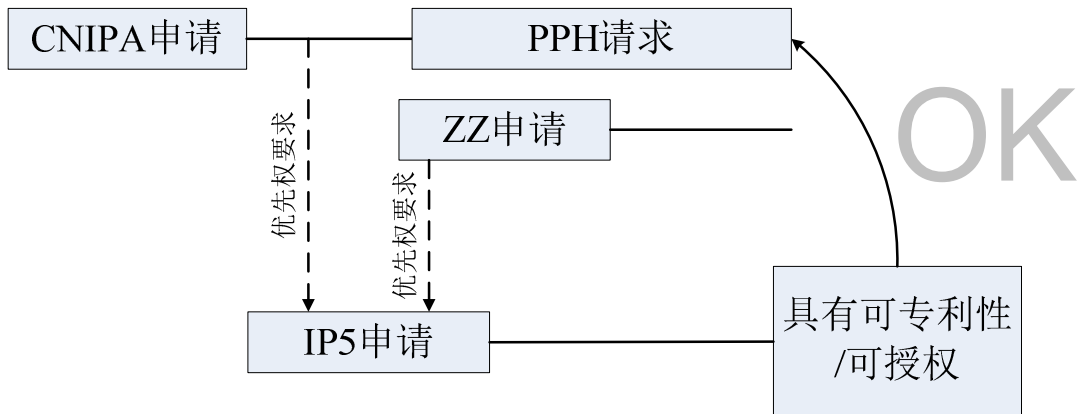 CNIPA申请
PPH请求
ZZ申请
OK
优先权要求
优先权要求
IP5申请
具有可专利性
/可授权